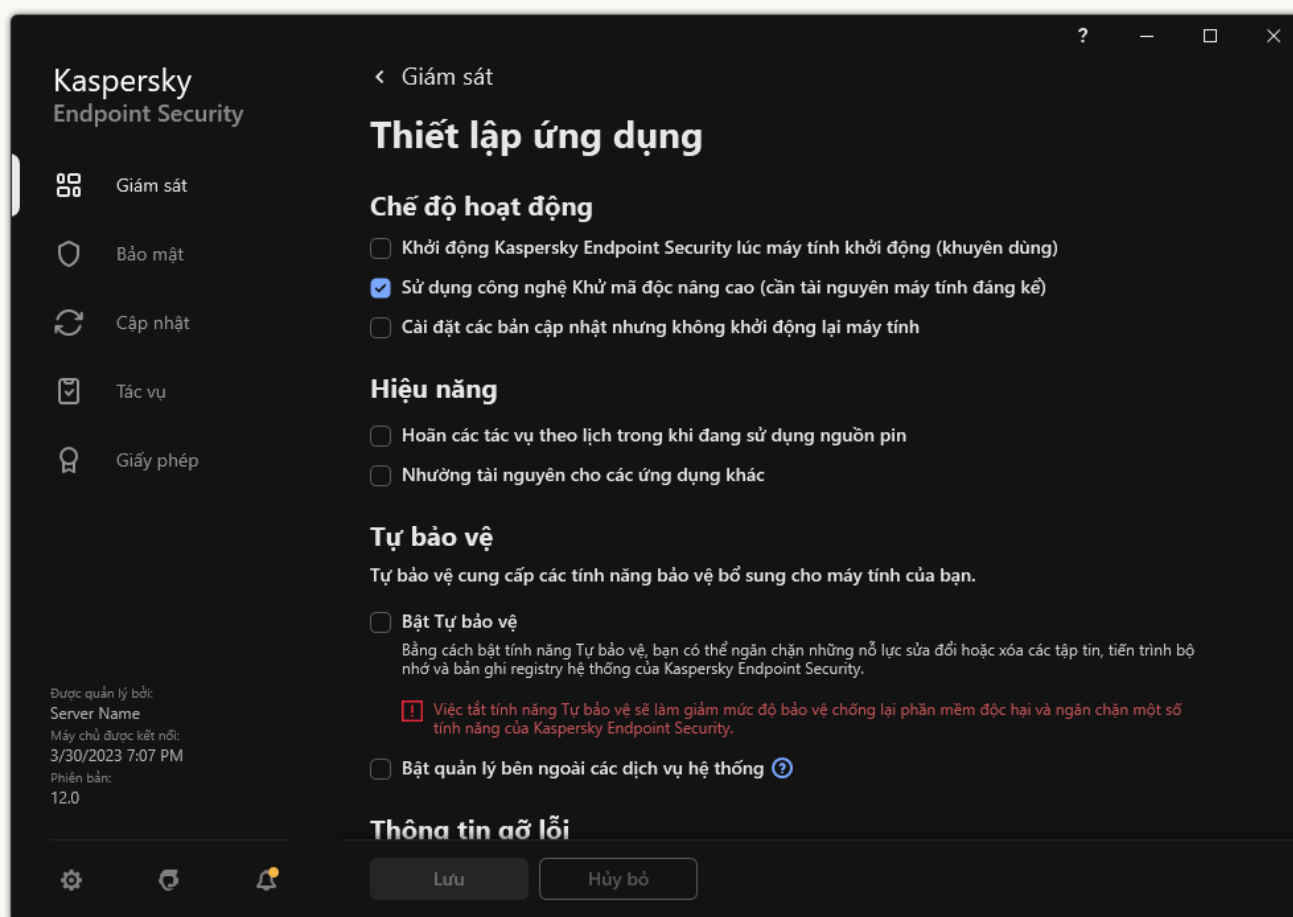 ?
Kaspersky
Endpoint Security
Giám sát
Bảo mật
Cập nhật
Tác vụ
Giấy phép
Được quản lý bởi:
Server Name
Máy chủ được kết nối:
3/30/2023 7:07 PM
Phiên bản:
12.0
Giám sát
Thiết lập ứng dụng
Chế độ hoạt động
Khởi động Kaspersky Endpoint Security lúc máy tính khởi động (khuyên dùng)
Sử dụng công nghệ Khử mã độc nâng cao (cần tài nguyên máy tính đáng kể)
Cài đặt các bản cập nhật nhưng không khởi động lại máy tính
Hiệu năng
Hoãn các tác vụ theo lịch trong khi đang sử dụng nguồn pin
Nhường tài nguyên cho các ứng dụng khác
Tự bảo vệ
Tự bảo vệ cung cấp các tính năng bảo vệ bổ sung cho máy tính của bạn.
Bật Tự bảo vệ
Bằng cách bật tính năng Tự bảo vệ, bạn có thể ngăn chặn những nỗ lực sửa đổi hoặc xóa các tập tin, tiến trình bộ
nhớ và bản ghi registry hệ thống của Kaspersky Endpoint Security.
Việc tắt tính năng Tự bảo vệ sẽ làm giảm mức độ bảo vệ chống lại phần mềm độc hại và ngăn chặn một số
tính năng của Kaspersky Endpoint Security.
Bật quản lý bên ngoài các dịch vụ hệ thống ?
Thông tin gỡ lỗi
Lưu
Hủy bỏ